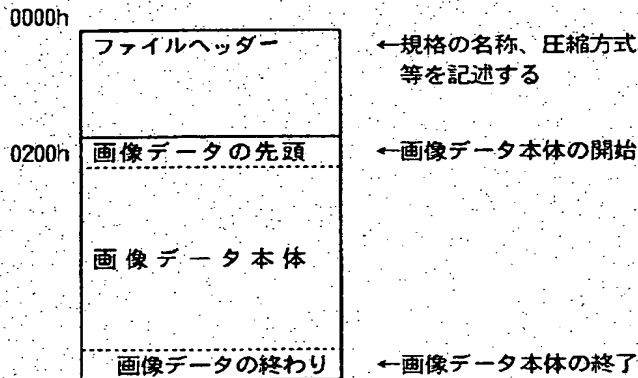 0000h
ファイルヘッダー ←規格の名称、圧縮方式
等を記述する
0200h 画像データの先頭 ←画像データ本体の開始
画像データ本体
画像データの終わり ←画像データ本体の終了